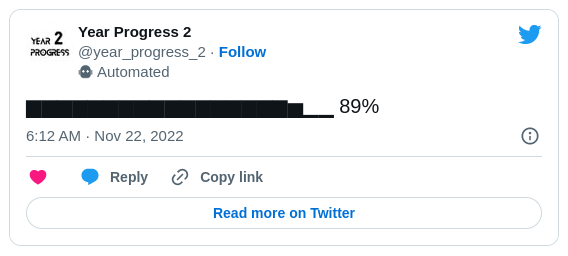 YEAR 2
PROGRESS
Year Progress 2
@year_progress_2 · Follow
Automated
█████████████████▅▁▁ 89%
6:12 AM · Nov 22, 2022
Reply
Copy link
Read more on Twitter